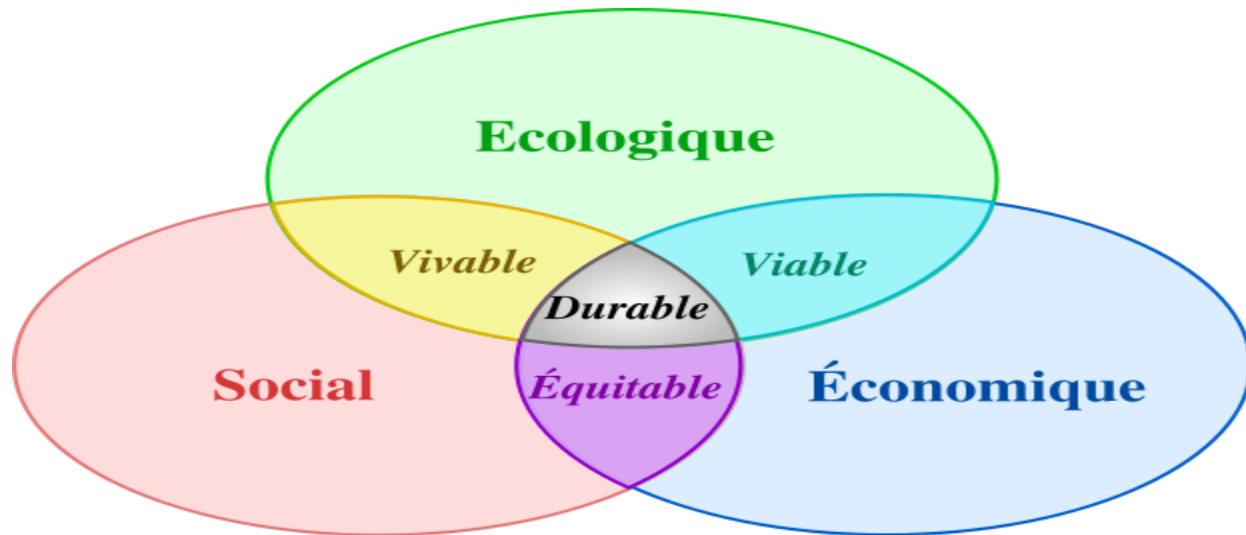 Ecologique
Vivable
Viable
Durable
Social
Équitable
Économique